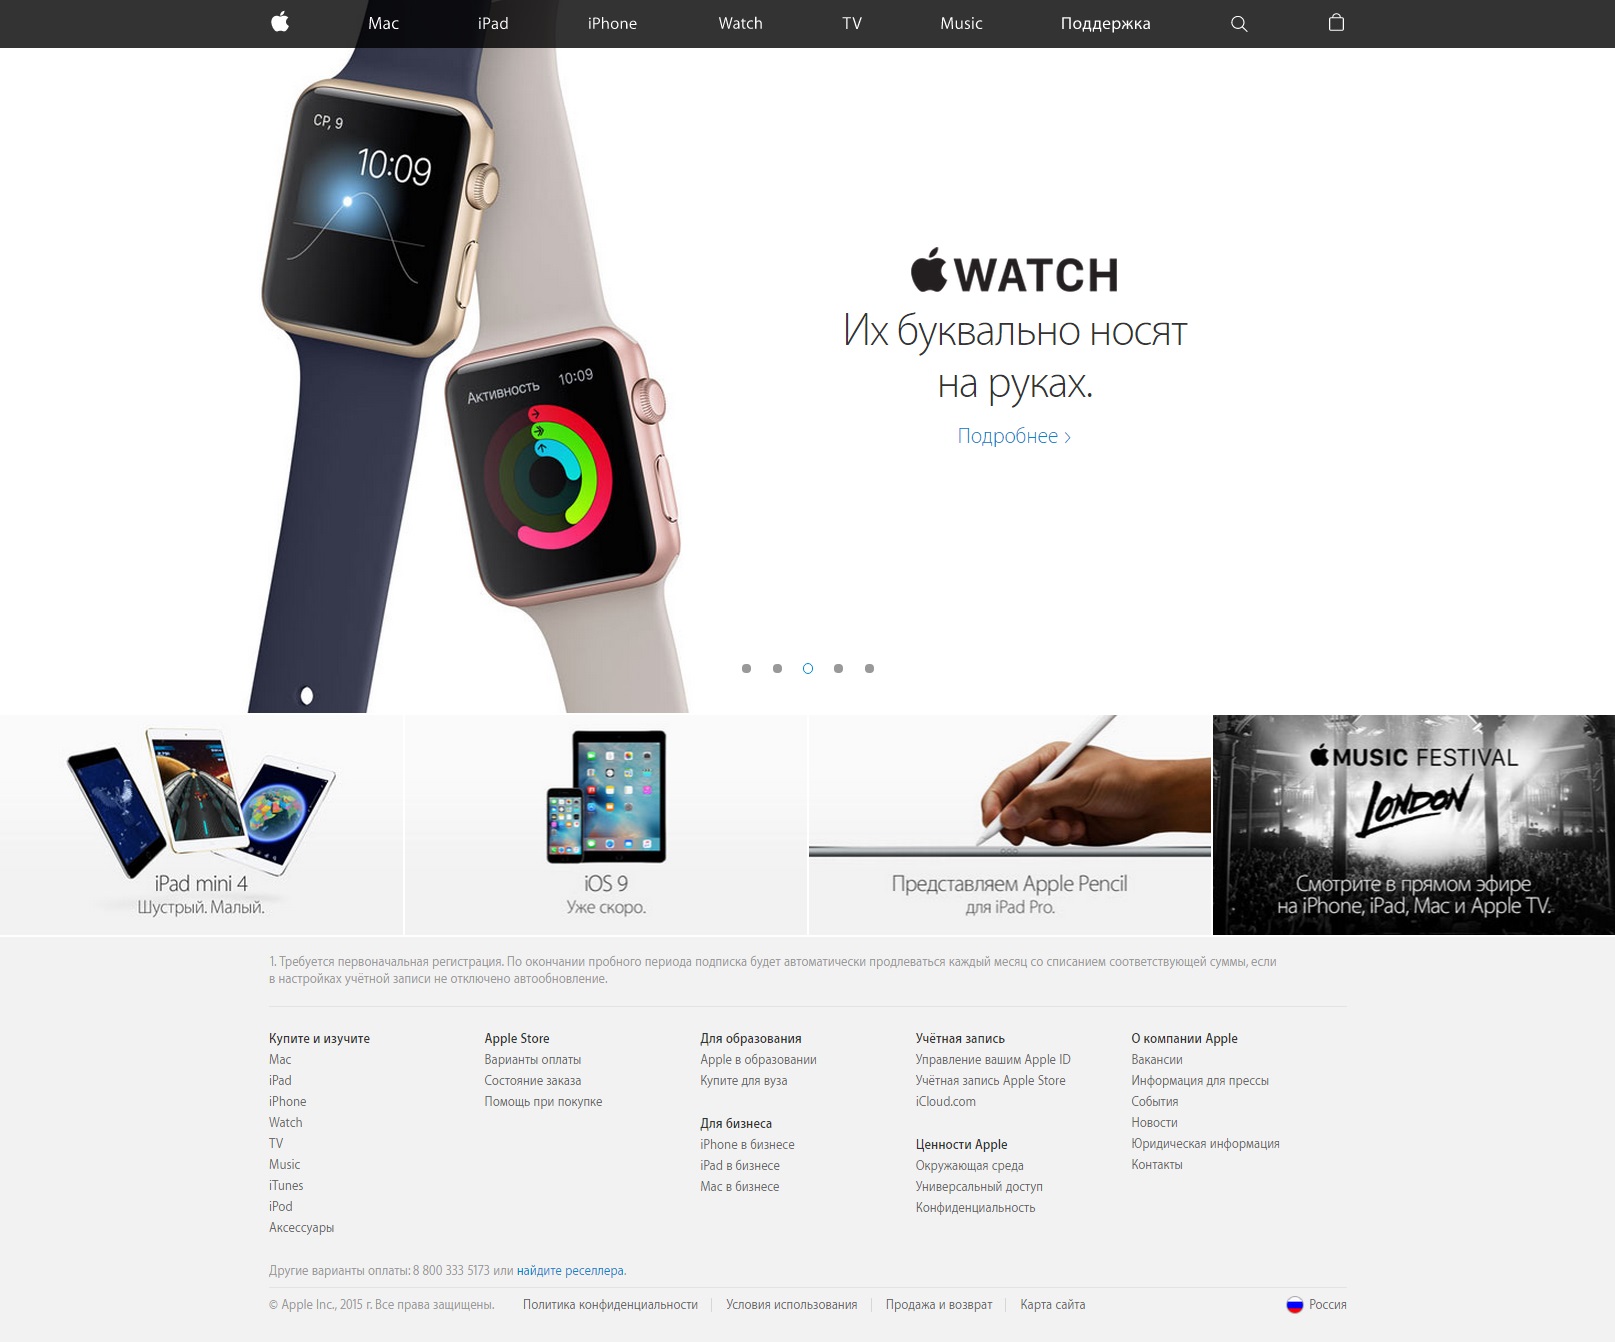 Mac iPad iPhone Watch TV Music Поддержка
СР, 9
10:09
WATCH
Их буквально носят
на руках.
Подробнее
Активность 10:09
iPad mini 4
Шустрый. Малый.
iOS 9
Уже скоро.
Представляем Apple Pencil
для iPad Pro.
MUSIC FESTIVAL
LONDON
Смотрите в прямом эфире
на iPhone, iPad, Mac и Apple TV.
1. Требуется первоначальная регистрация. По окончании пробного периода подписка будет автоматически продлеваться каждый месяц со списанием соответствующей суммы, если
в настройках учётной записи не отключено автообновление.
Купите и изучите
Mac
iPad
iPhone
Watch
TV
Music
iTunes
iPod
Аксессуары
Apple Store
Варианты оплаты
Состояние заказа
Помощь при покупке
Для образования
Apple в образовании
Купите для вуза
Для бизнеса
iPhone в бизнесе
iPad в бизнесе
Mac в бизнесе
Учётная запись
Управление вашим Apple ID
Учётная запись Apple Store
iCloud.com
Ценности Apple
Окружающая среда
Универсальный доступ
Конфиденциальность
О компании Apple
Вакансии
Информация для прессы
События
Новости
Юридическая информация
Контакты
Другие варианты оплаты: 8 800 333 5173 или найдите реселлера.
© Apple Inc., 2015 г. Все права защищены. Политика конфиденциальности Условия использования Продажа и возврат Карта сайта Россия